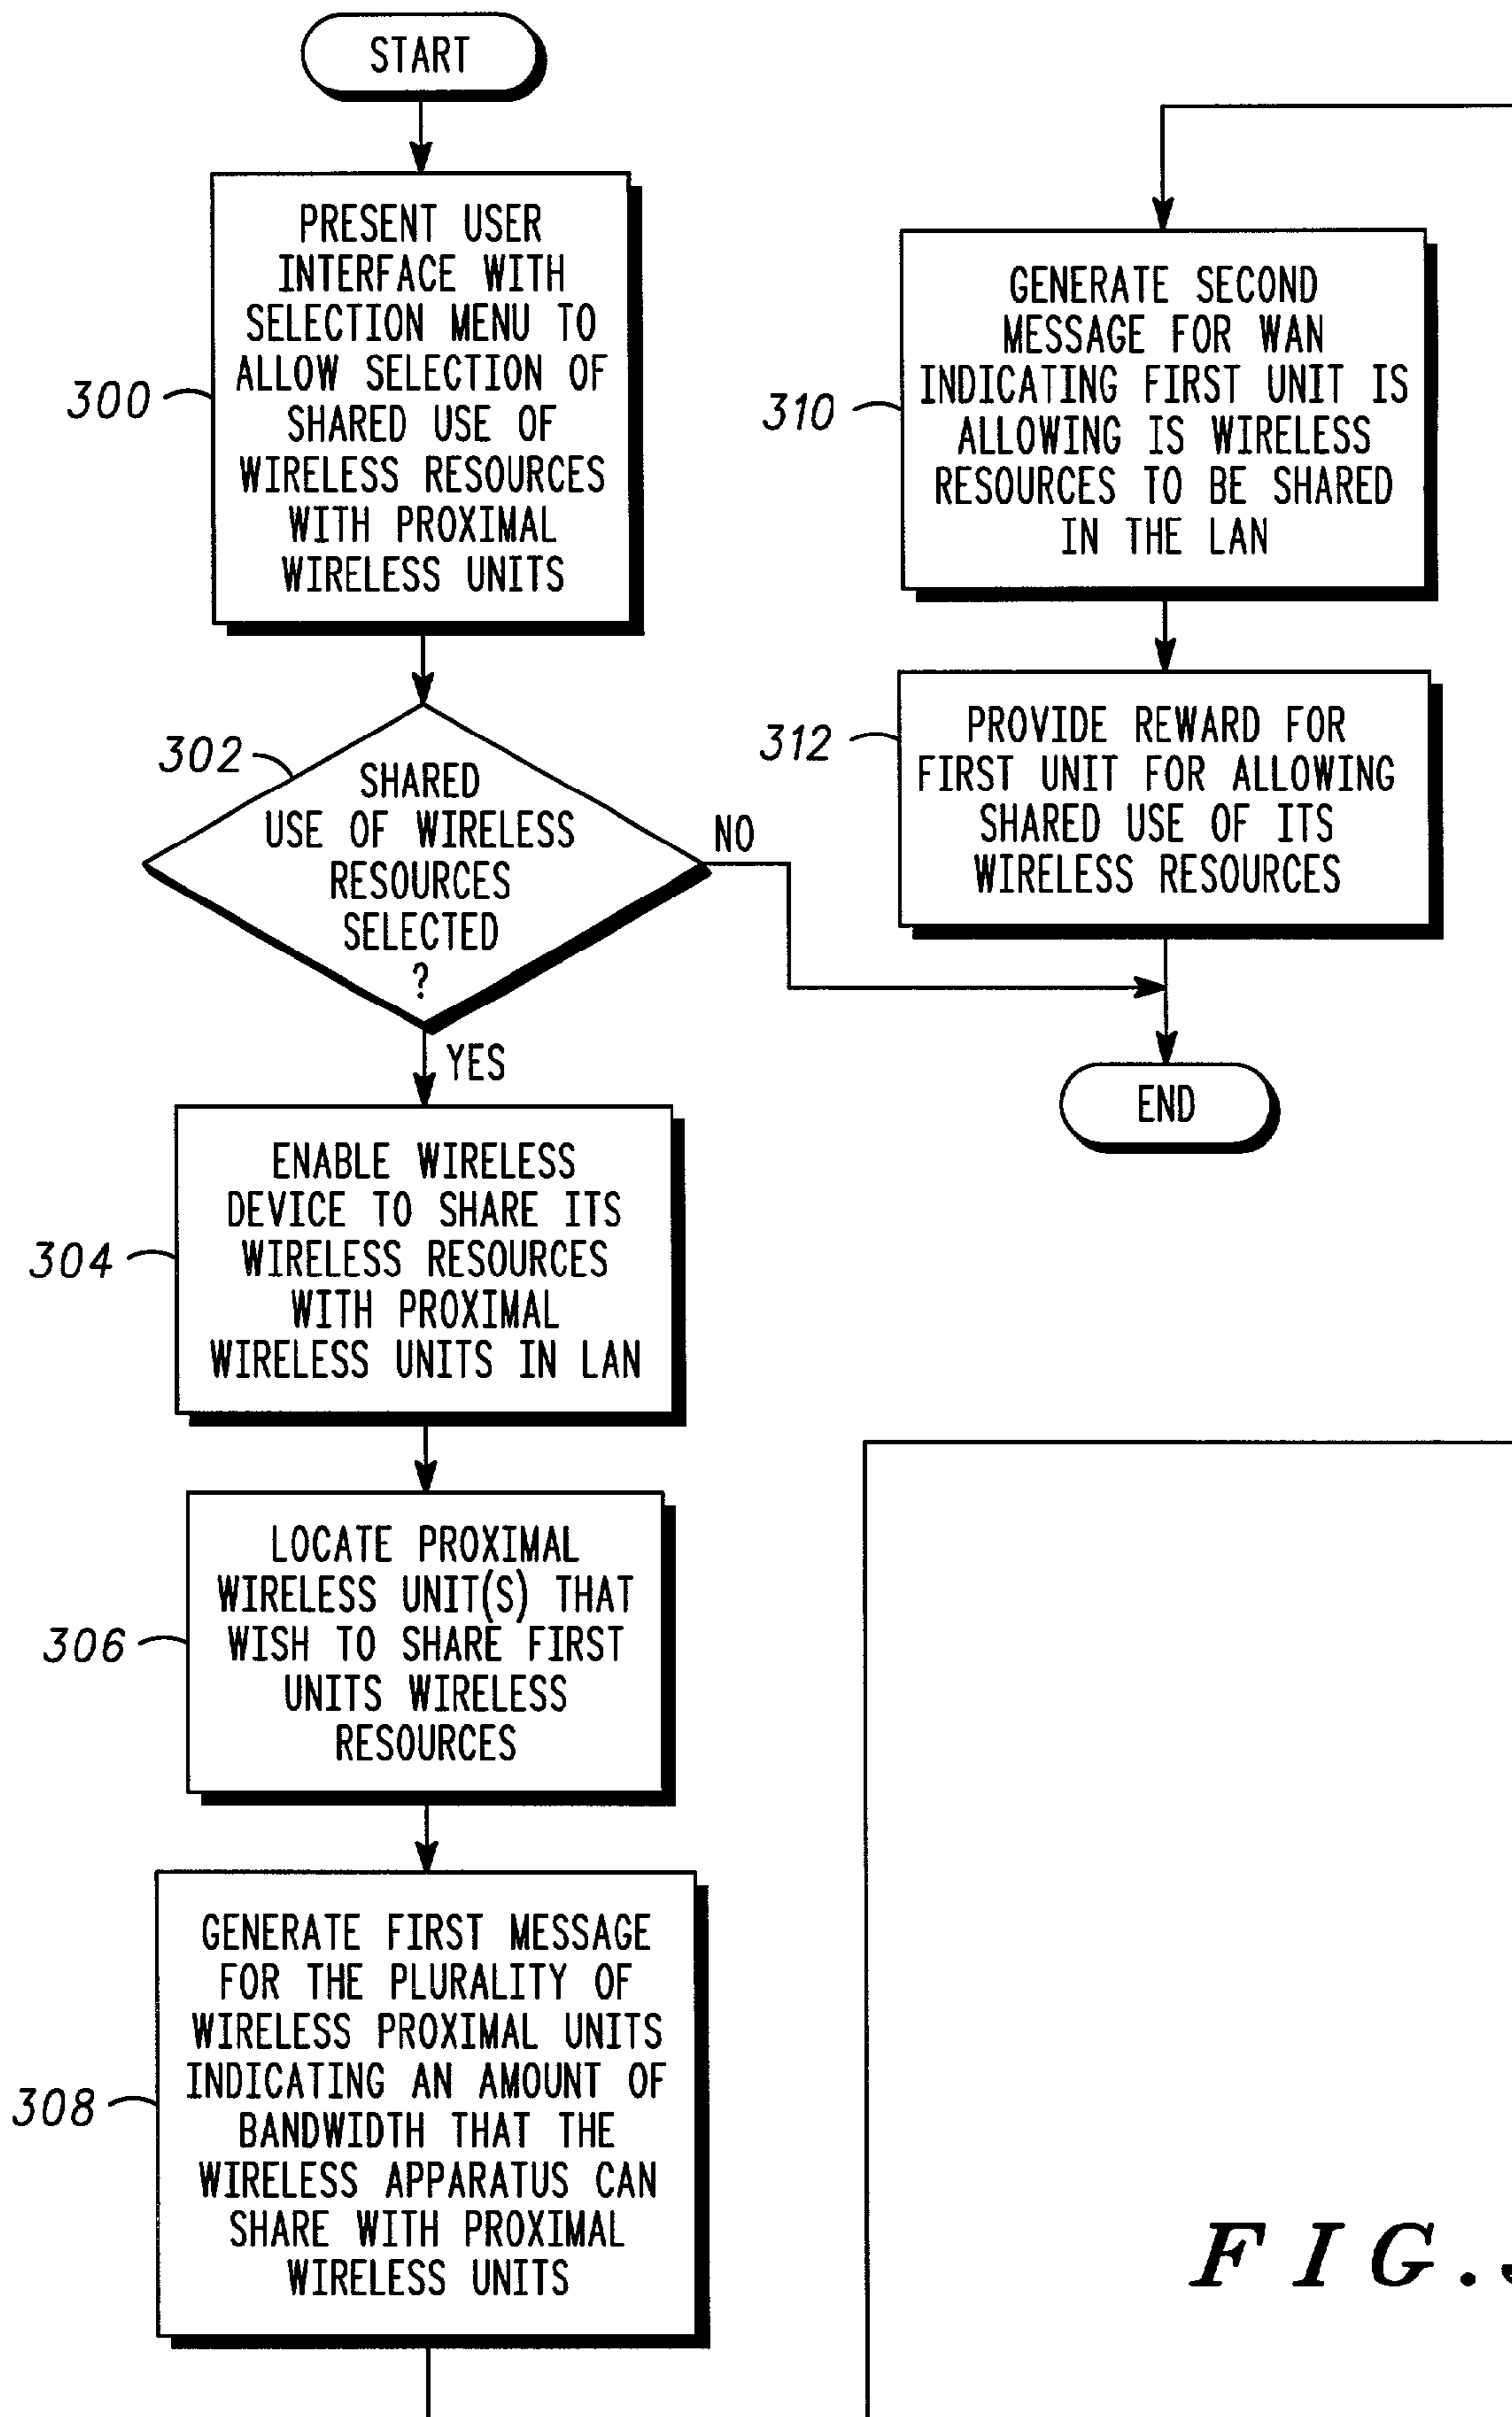 START
300
PRESENT USER
INTERFACE WITH
SELECTION MENU TO
ALLOW SELECTION OF
SHARED USE OF
WIRELESS RESOURCES
WITH PROXIMAL
WIRELESS UNITS
302
SHARED
USE OF WIRELESS
RESOURCES
SELECTED
?
NO
YES
304
ENABLE WIRELESS
DEVICE TO SHARE ITS
WIRELESS RESOURCES
WITH PROXIMAL
WIRELESS UNITS IN LAN
306
LOCATE PROXIMAL
WIRELESS UNIT(S) THAT
WISH TO SHARE FIRST
UNITS WIRELESS
RESOURCES
308
GENERATE FIRST MESSAGE
FOR THE PLURALITY OF
WIRELESS PROXIMAL UNITS
INDICATING AN AMOUNT OF
BANDWIDTH THAT THE
WIRELESS APPARATUS CAN
SHARE WITH PROXIMAL
WIRELESS UNITS
310
GENERATE SECOND
MESSAGE FOR WAN
INDICATING FIRST UNIT IS
ALLOWING IS WIRELESS
RESOURCES TO BE SHARED
IN THE LAN
312
PROVIDE REWARD FOR
FIRST UNIT FOR ALLOWING
SHARED USE OF ITS
WIRELESS RESOURCES
END
FIG.